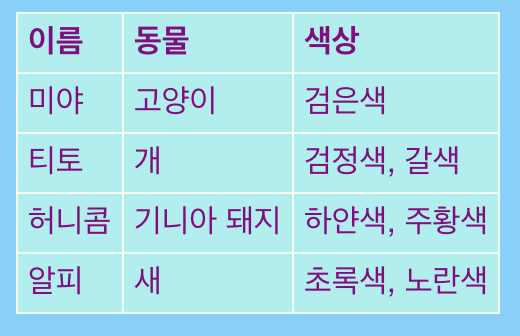 이름 동물 색상
미야 고양이 검은색
티토 개 검정색, 갈색
허니콤 기니아 돼지 하얀색, 주황색
알피 새 초록색, 노란색